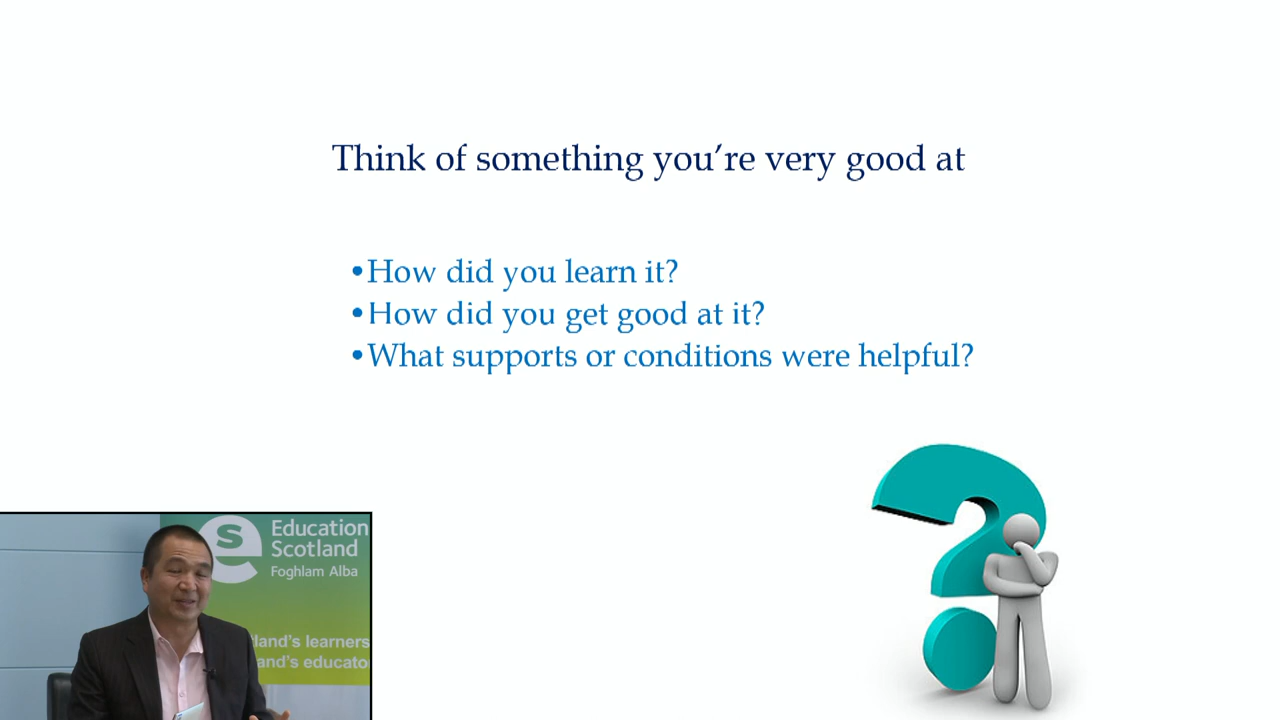 Think of something you’re very good at
•How did you learn it?
•How did you get good at it?
•What supports or conditions were helpful?
Education
Scotland
Foghlam Alba
land's learners
and's educato